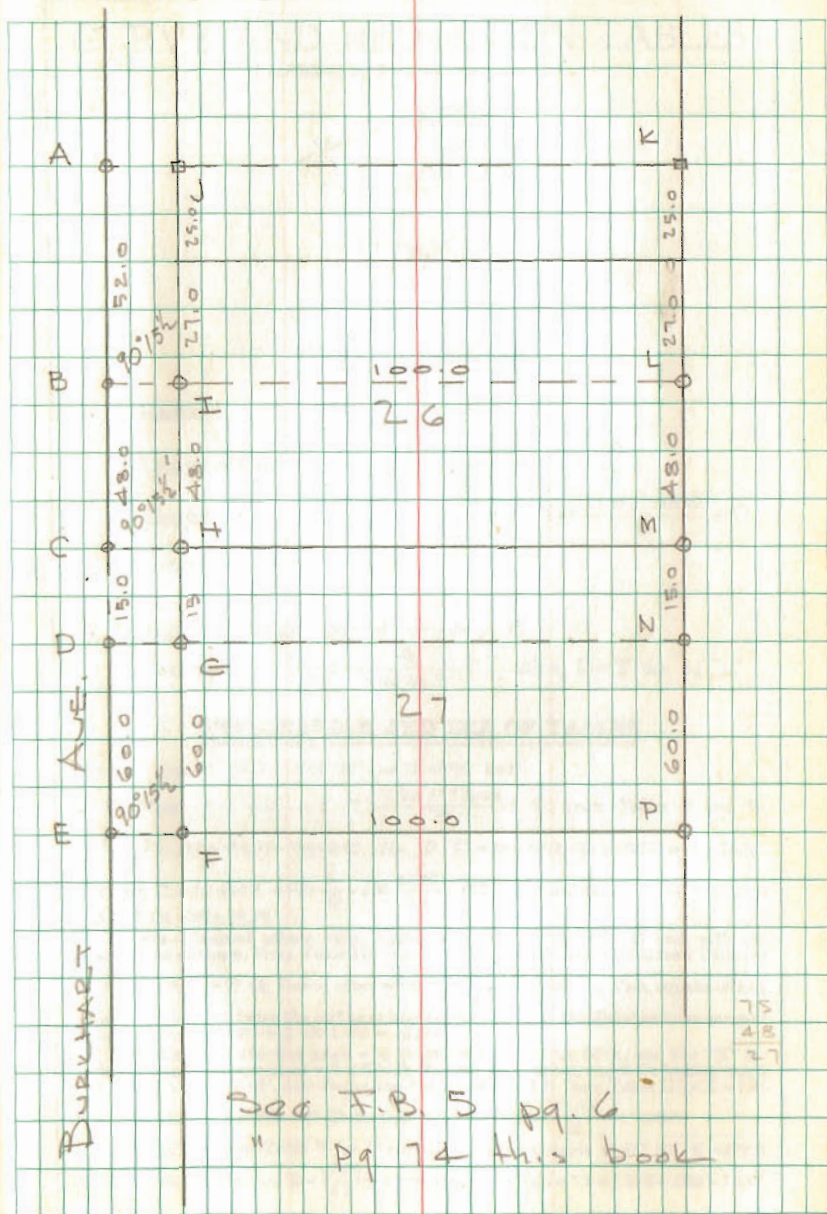 A
K
J
25.0
25.0
52.0
27.0
27.0
90°15½'
B
H
100.0
L
26
48.0
90°15½'
48.0
48.0
C
I
M
15.0
15
15.0
D
G
N
27
60.0
60.0
60.0
90°15½'
E
F
100.0
P
BURKHART AVE.
75
48
27
See F.B. 5 pg. 6
" pg 74 this book